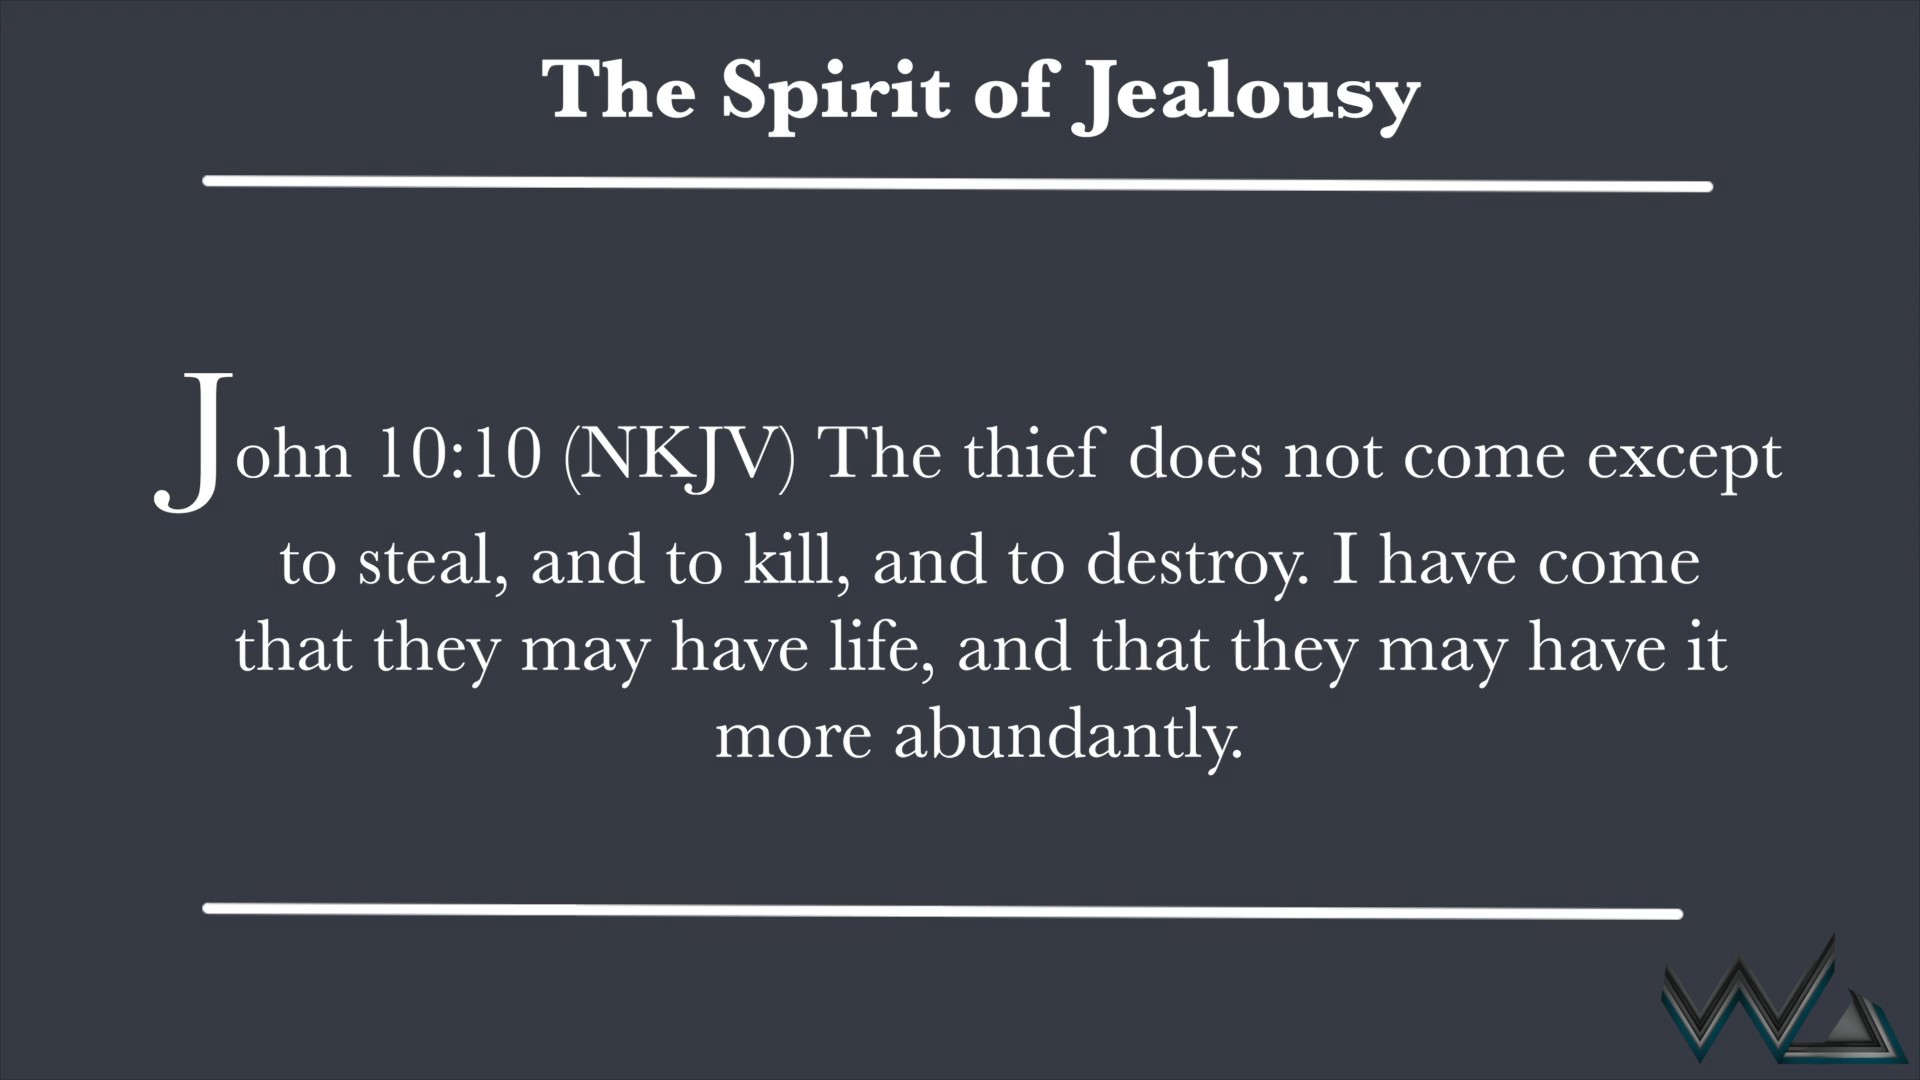 The Spirit of Jealousy
John 10:10 (NKJV) The thief does not come except
to steal, and to kill, and to destroy. I have come
that they may have life, and that they may have it
more abundantly.